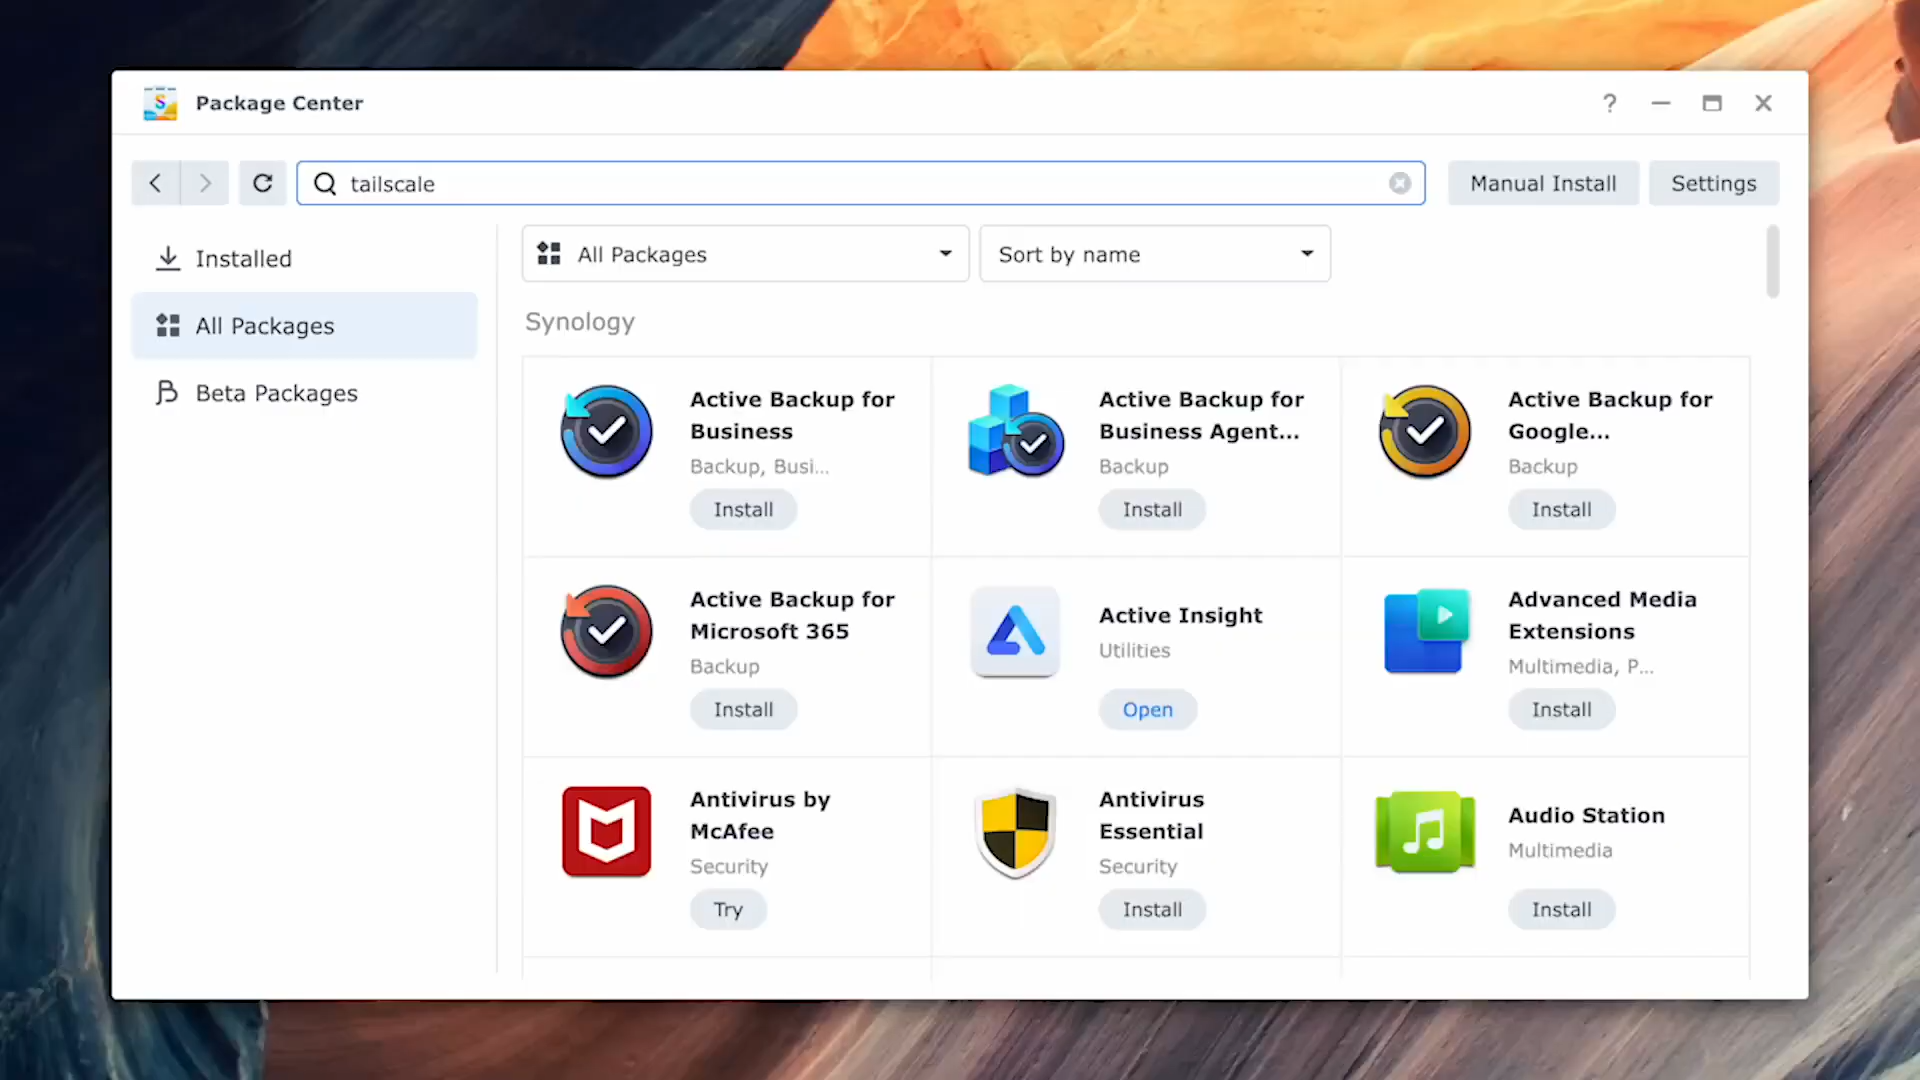 Package Center
?
tailscale
Manual Install
Settings
Installed
All Packages
Beta Packages
All Packages
Sort by name
Synology
Active Backup for
Business
Backup, Busi...
Install
Active Backup for
Business Agent...
Backup
Install
Active Backup for
Google...
Backup
Install
Active Backup for
Microsoft 365
Backup
Install
Active Insight
Utilities
Open
Advanced Media
Extensions
Multimedia, P...
Install
Antivirus by
McAfee
Security
Try
Antivirus
Essential
Security
Install
Audio Station
Multimedia
Install